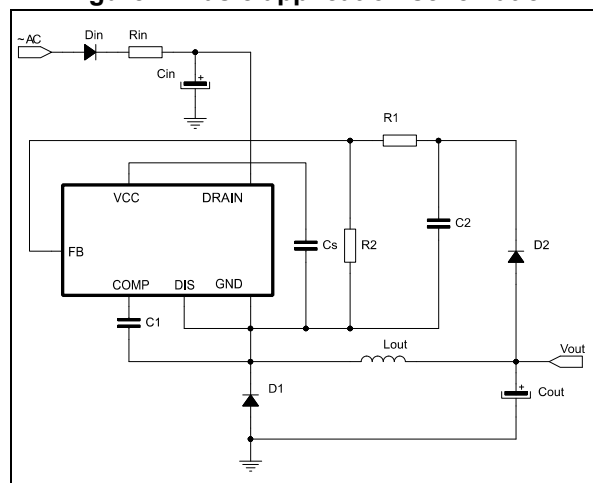 ~AC
Din
Rin
Cin
R1
VCC
DRAIN
FB
Cs
R2
C2
D2
COMP
DIS
GND
C1
Lout
Vout
D1
Cout